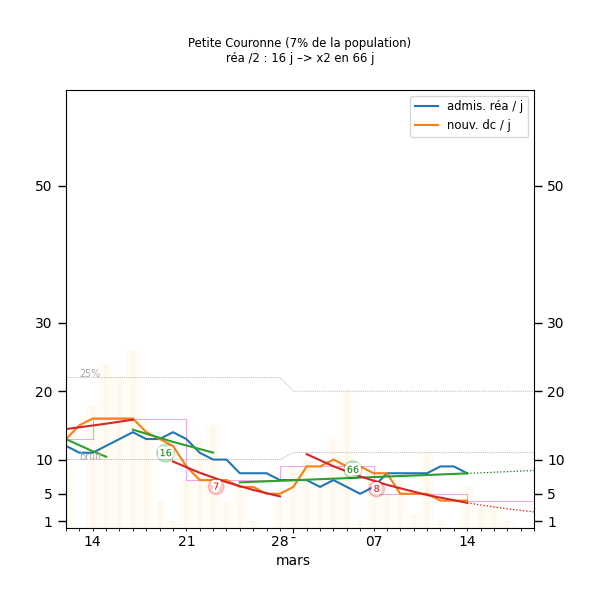 Petite Couronne (7% de la population)
réa /2 : 16 j –> x2 en 66 j
admis. réa / j
nouv. dc / j
50 50
30 30
25%
20 20
16
66
10 10
7
8
5 5
1 1
14 21 28 07 14
mars